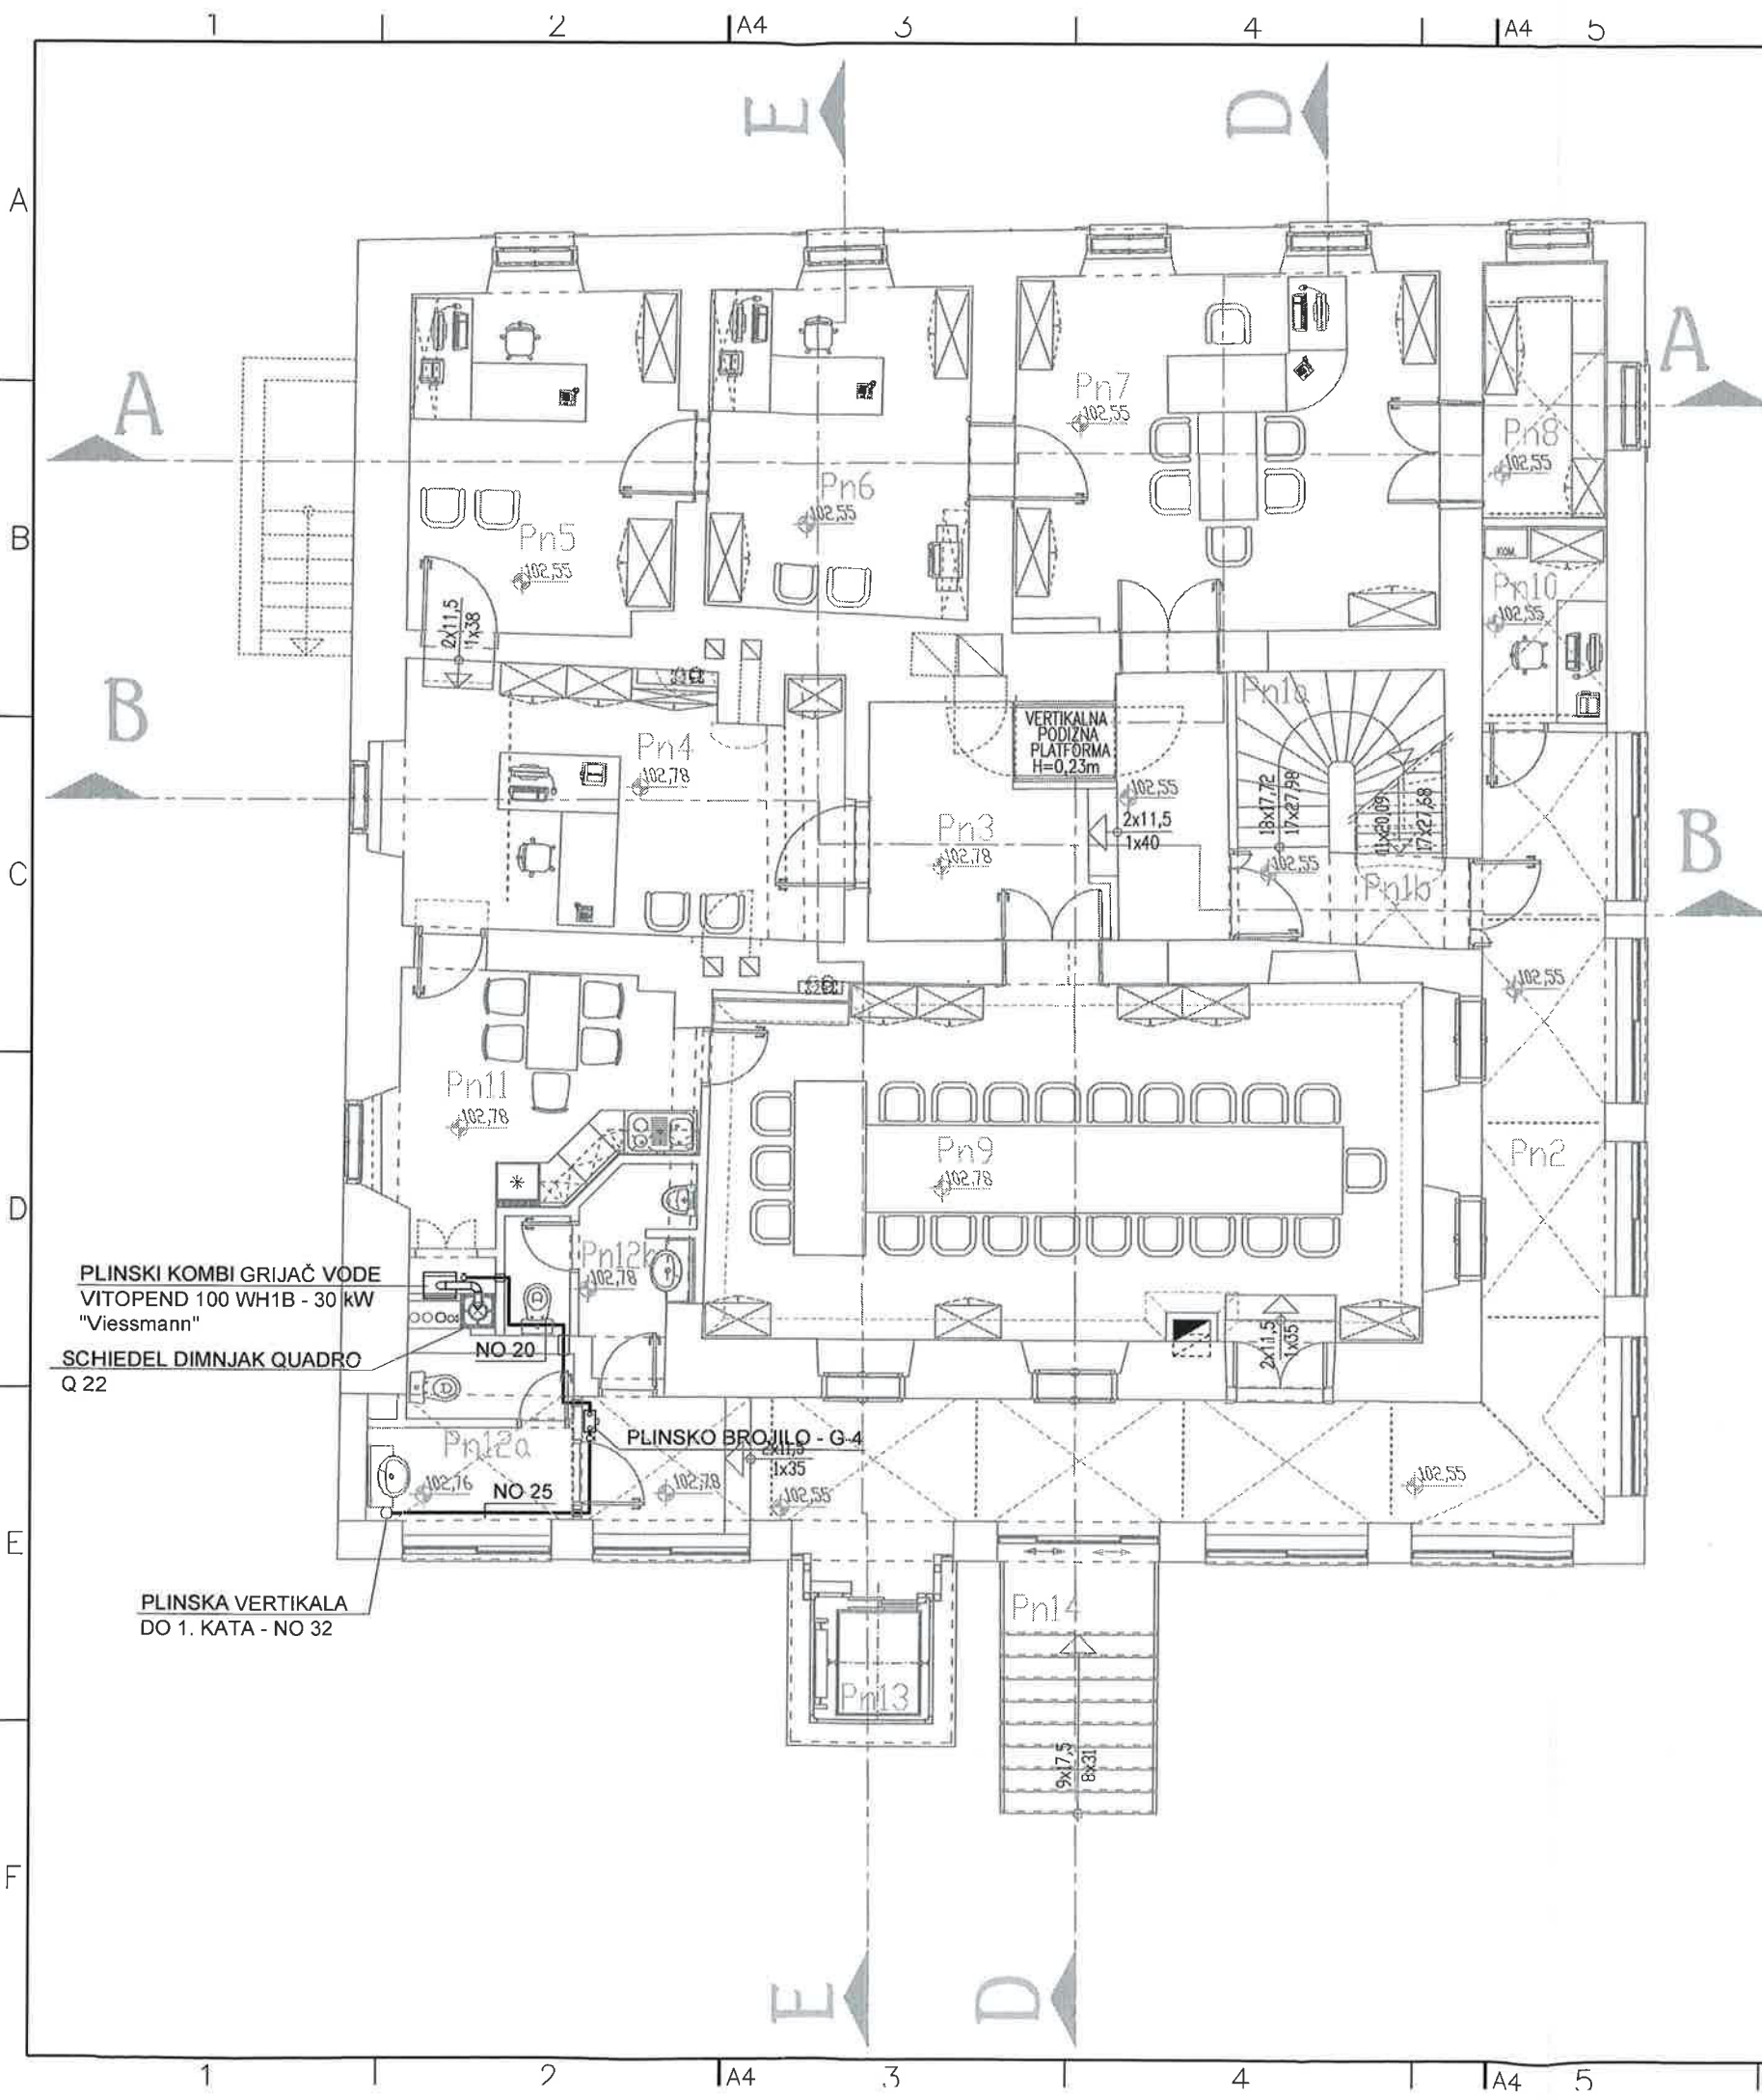 1
2
A4
3
4
A4
5
E
D
A
A
A
Pn7
102,55
Pn8
102,55
Pn6
102,55
B
Pn5
102,55
KOM.
Pn10
102,55
2x11,5
1x38
Pn1a
B
Pn4
102,78
VERTIKALNA
PODIZNA
PLATFORMA
H=0,23m
102,55
2x11,5
1x40
18x17,72
17x27,98
11x20,09
17x27,68
Pn3
102,78
B
C
102,55
Pn1b
102,55
Pn11
102,78
Pn9
102,78
Pn2
D
Pn12b
102,78
PLINSKI KOMBI GRIJAČ VODE
VITOPEND 100 WH1B - 30 kW
"Viessmann"
SCHIEDEL DIMNJAK QUADRO
Q 22
NO 20
2x11,5
1x35
PLINSKO BROJILO - G-4
Pn12a
2x11,5
1x35
102,76
NO 25
102,78
102,55
102,55
E
PLINSKA VERTIKALA
DO 1. KATA - NO 32
Pn14
Pn13
9x17,5
8x31
F
E
D
1
2
A4
3
4
A4
5